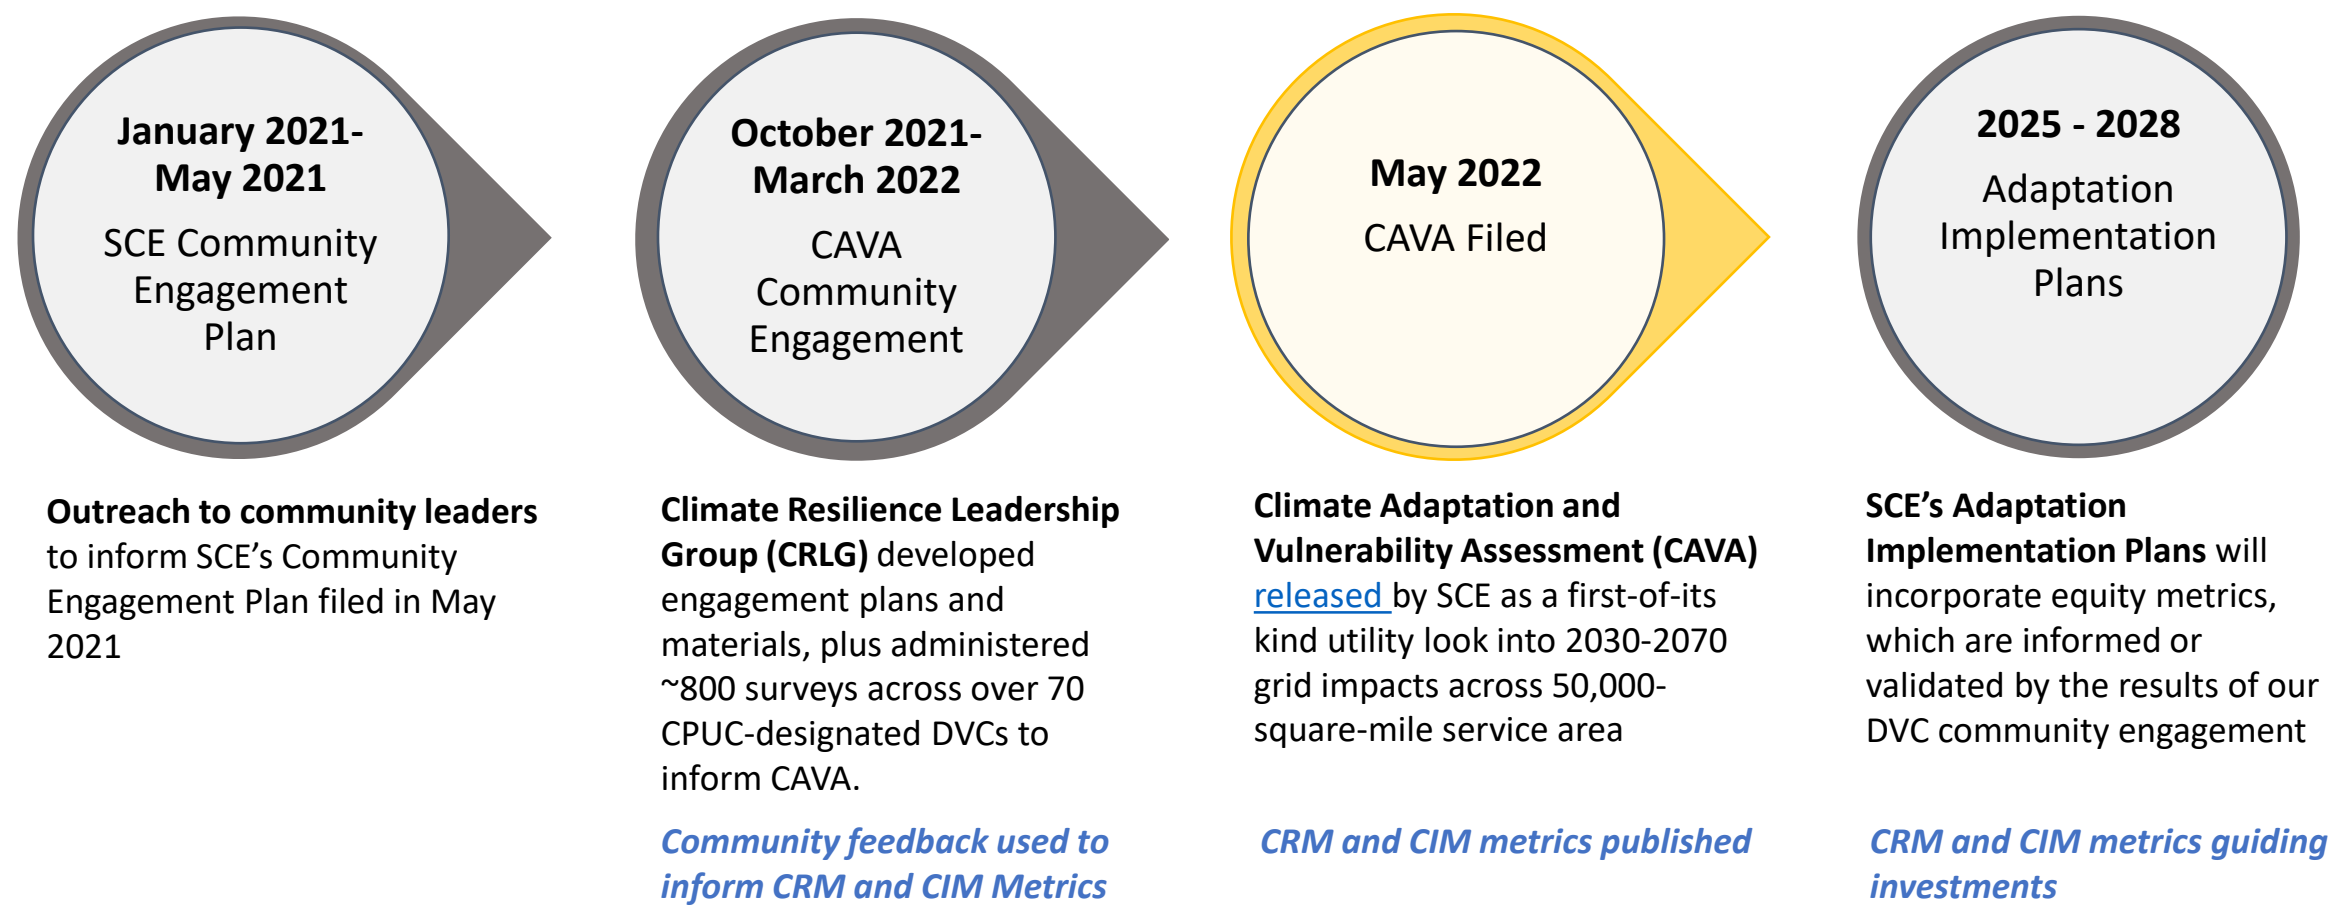 January 2021-
May 2021
SCE Community
Engagement
Plan
Outreach to community leaders
to inform SCE’s Community
Engagement Plan filed in May
2021
October 2021-
March 2022
CAVA
Community
Engagement
Climate Resilience Leadership
Group (CRLG) developed
engagement plans and
materials, plus administered
~800 surveys across over 70
CPUC-designated DVCs to
inform CAVA.
Community feedback used to
inform CRM and CIM Metrics
May 2022
CAVA Filed
Climate Adaptation and
Vulnerability Assessment (CAVA)
released by SCE as a first-of-its
kind utility look into 2030-2070
grid impacts across 50,000-
square-mile service area
CRM and CIM metrics published
2025 - 2028
Adaptation
Implementation
Plans
SCE’s Adaptation
Implementation Plans will
incorporate equity metrics,
which are informed or
validated by the results of our
DVC community engagement
CRM and CIM metrics guiding
investments